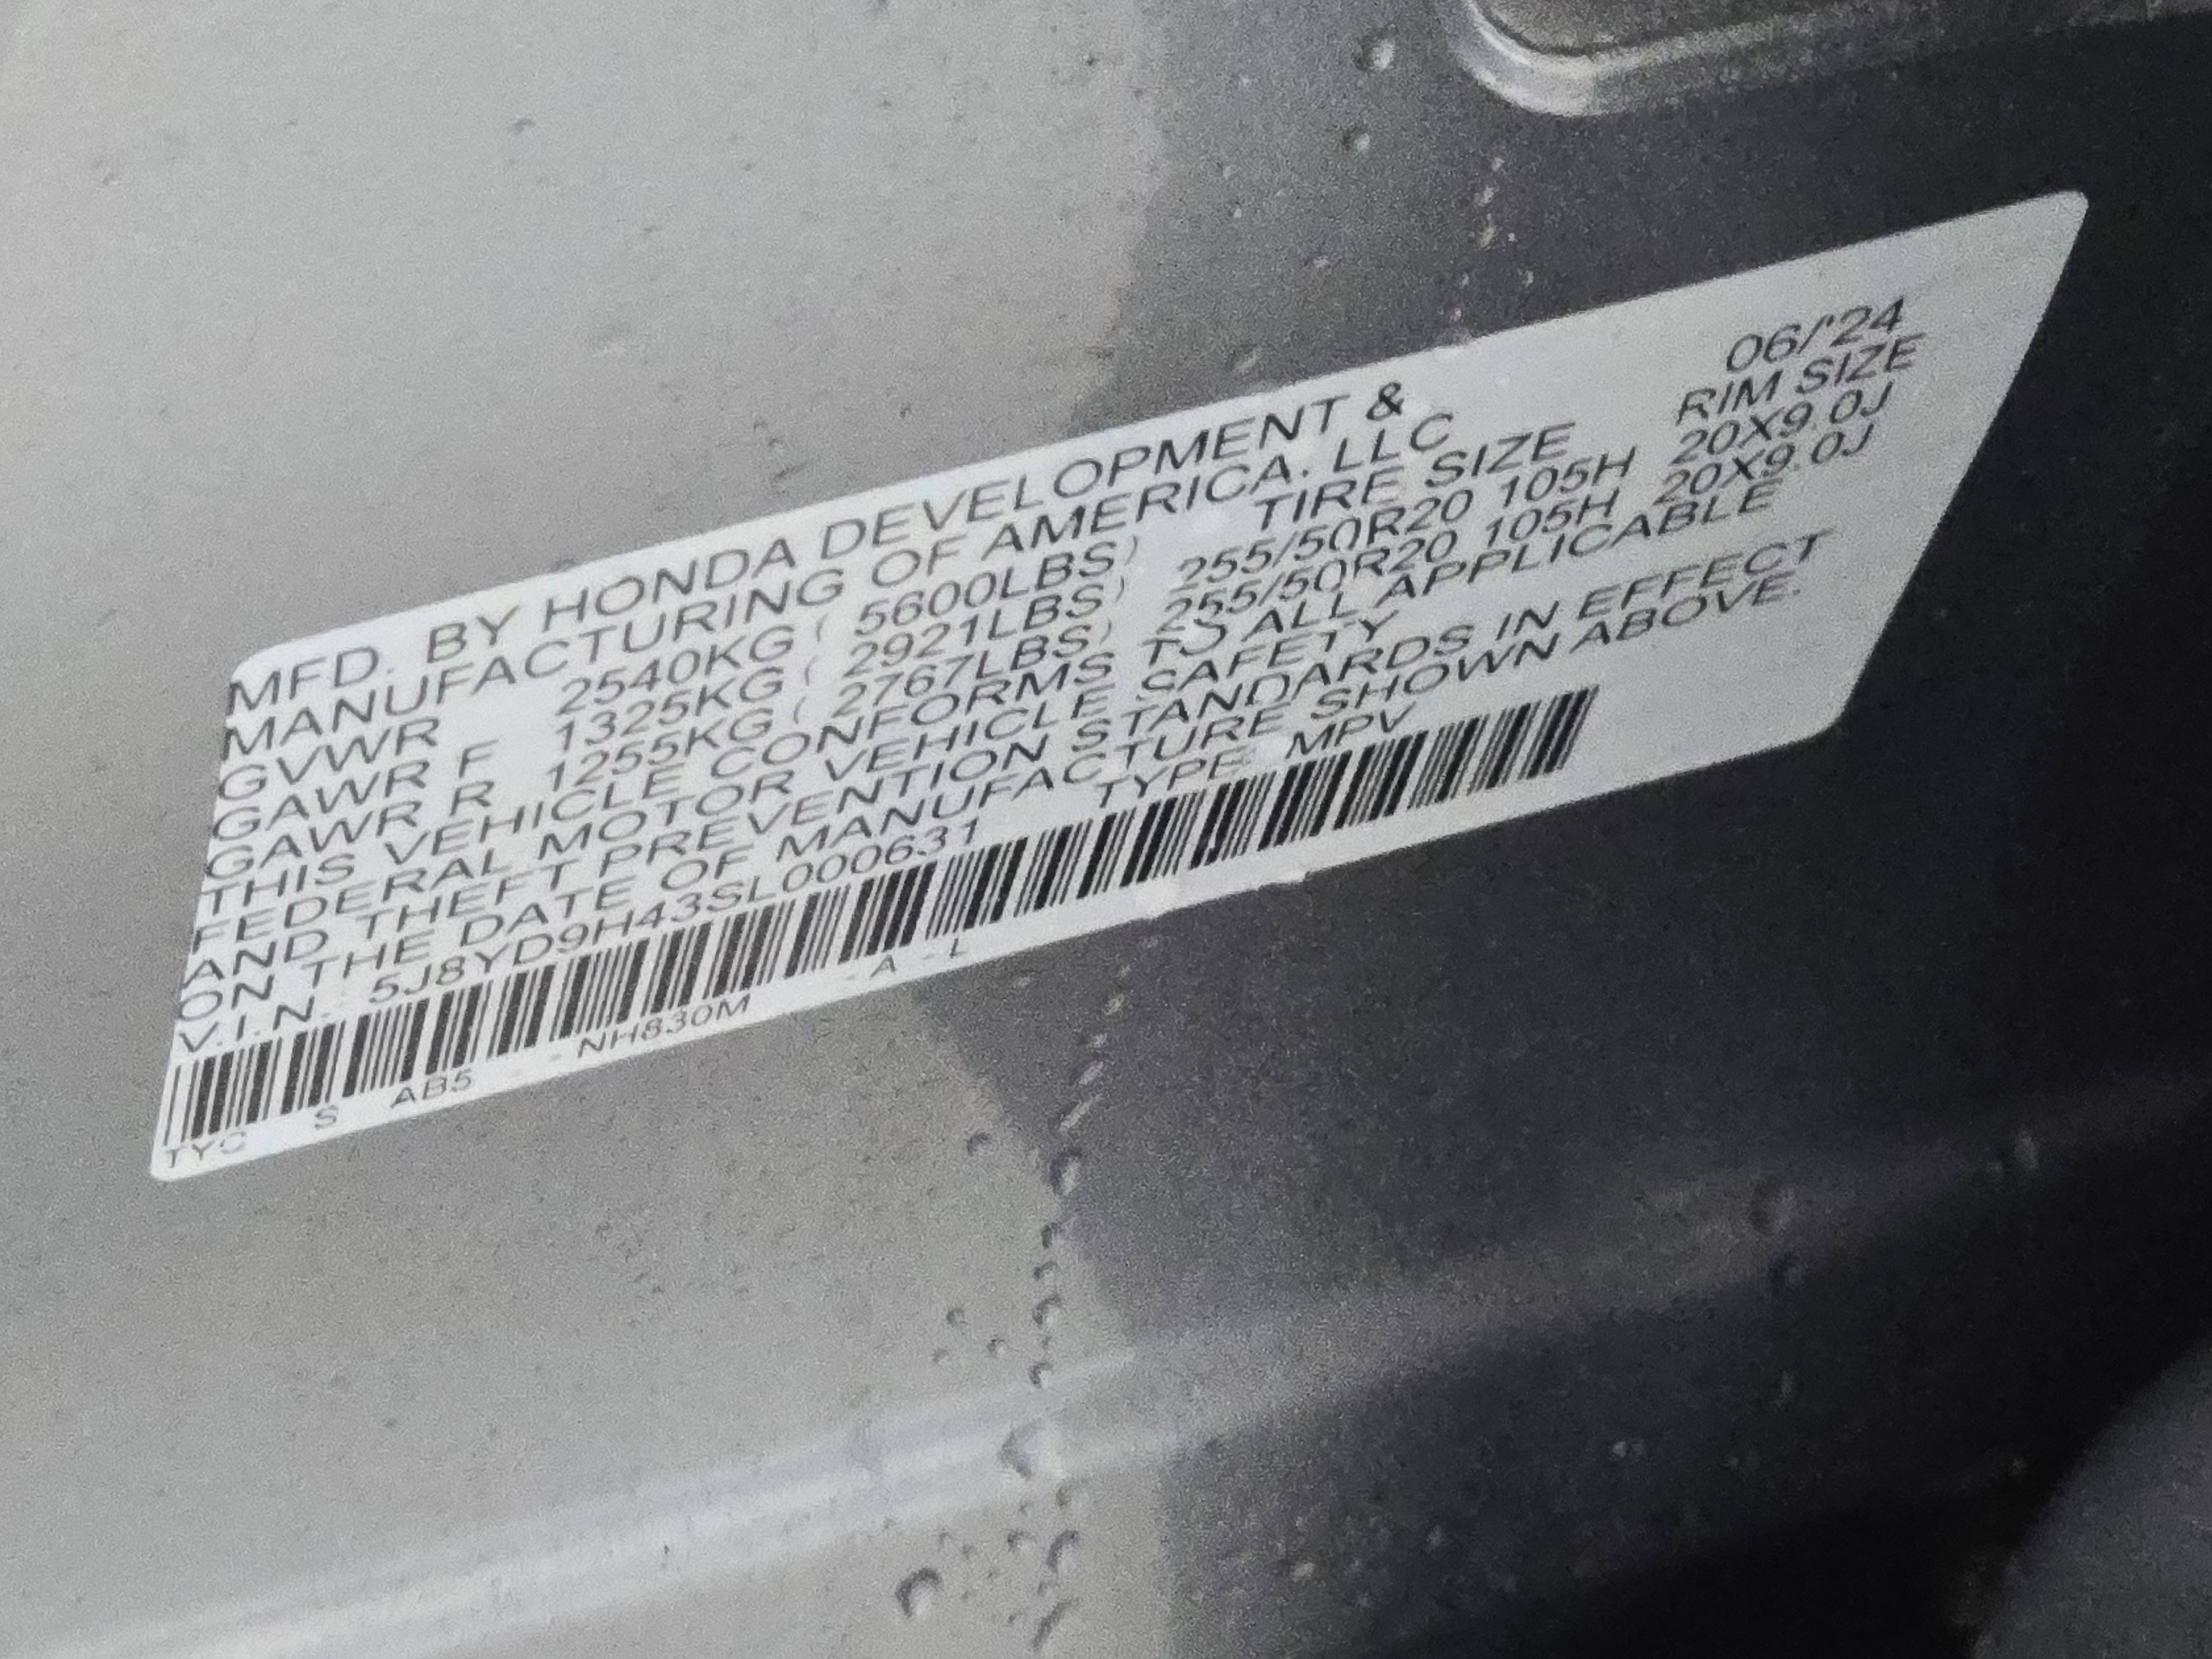 MFD. BY HONDA DEVELOPMENT & 06/'24
MANUFACTURING OF AMERICA. LLC RIM SIZE
GVWR 2540KG ( 5600LBS) TIRE SIZE 20X9.0J
GAWR F 1325KG ( 2921LBS) 255/50R20 105H 20X9.0J
GAWR R 1255KG ( 2767LBS) 255/50R20 105H
THIS VEHICLE CONFORMS TO ALL APPLICABLE
FEDERAL MOTOR VEHICLE SAFETY
AND THEFT PREVENTION STANDARDS IN EFFECT
ON THE DATE OF MANUFACTURE SHOWN ABOVE.
V.I.N. 5J8YD9H43SL000631 TYPE MPV
TYC S AB5 - NH830M - A - L